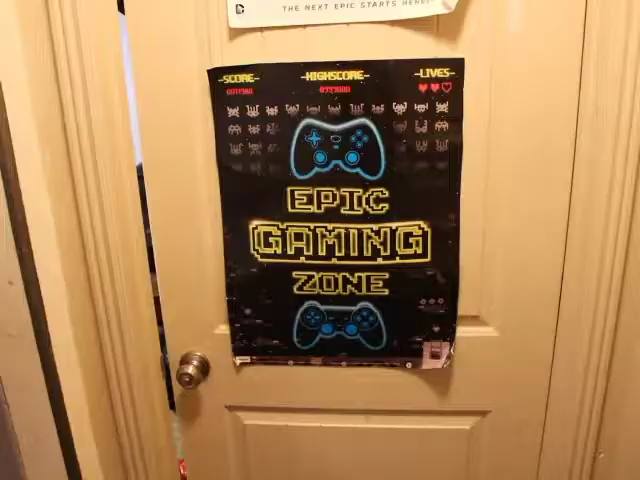 THE NEXT EPIC STARTS HERE!
-SCORE-
-HIGHSCORE-
-LIVES-
EPIC
GAMING
ZONE